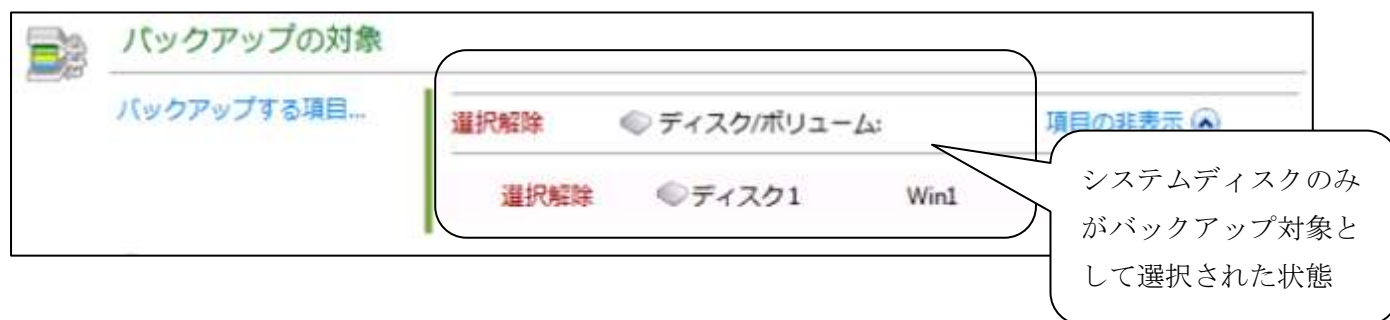 バックアップの対象
バックアップする項目...
選択解除 ディスク/ボリューム: 項目の非表示
選択解除 ディスク1 Win1
システムディスクのみ
がバックアップ対象と
して選択された状態